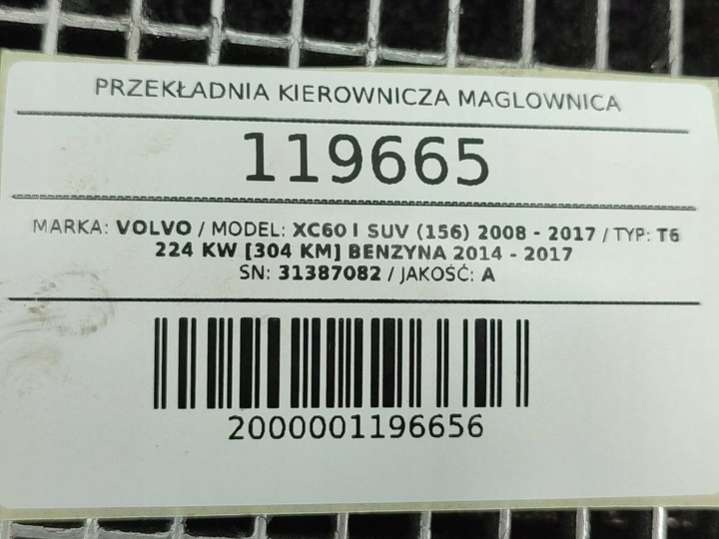 PRZEKŁADNIA KIEROWNICZA MAGLOWNICA
119665
MARKA: VOLVO / MODEL: XC60 I SUV (156) 2008 - 2017 / TYP: T6
224 KW [304 KM] BENZYNA 2014 - 2017
SN: 31387082 / JAKOŚĆ: A
2000001196656